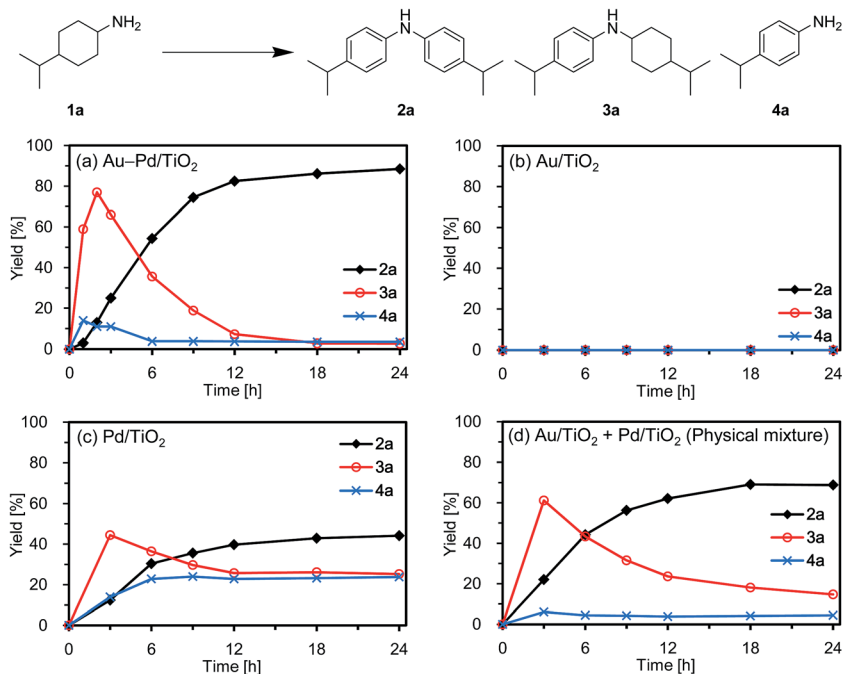 NH₂
H
N
H
N
NH₂
1a
2a
3a
4a
(a) Au–Pd/TiO₂
Yield [%]
100
80
60
40
20
0
2a
3a
4a
0
6
12
18
24
Time [h]
(b) Au/TiO₂
Yield [%]
100
80
60
40
20
0
2a
3a
4a
0
6
12
18
24
Time [h]
(c) Pd/TiO₂
Yield [%]
100
80
60
40
20
0
2a
3a
4a
0
6
12
18
24
Time [h]
(d) Au/TiO₂ + Pd/TiO₂ (Physical mixture)
Yield [%]
100
80
60
40
20
0
2a
3a
4a
0
6
12
18
24
Time [h]